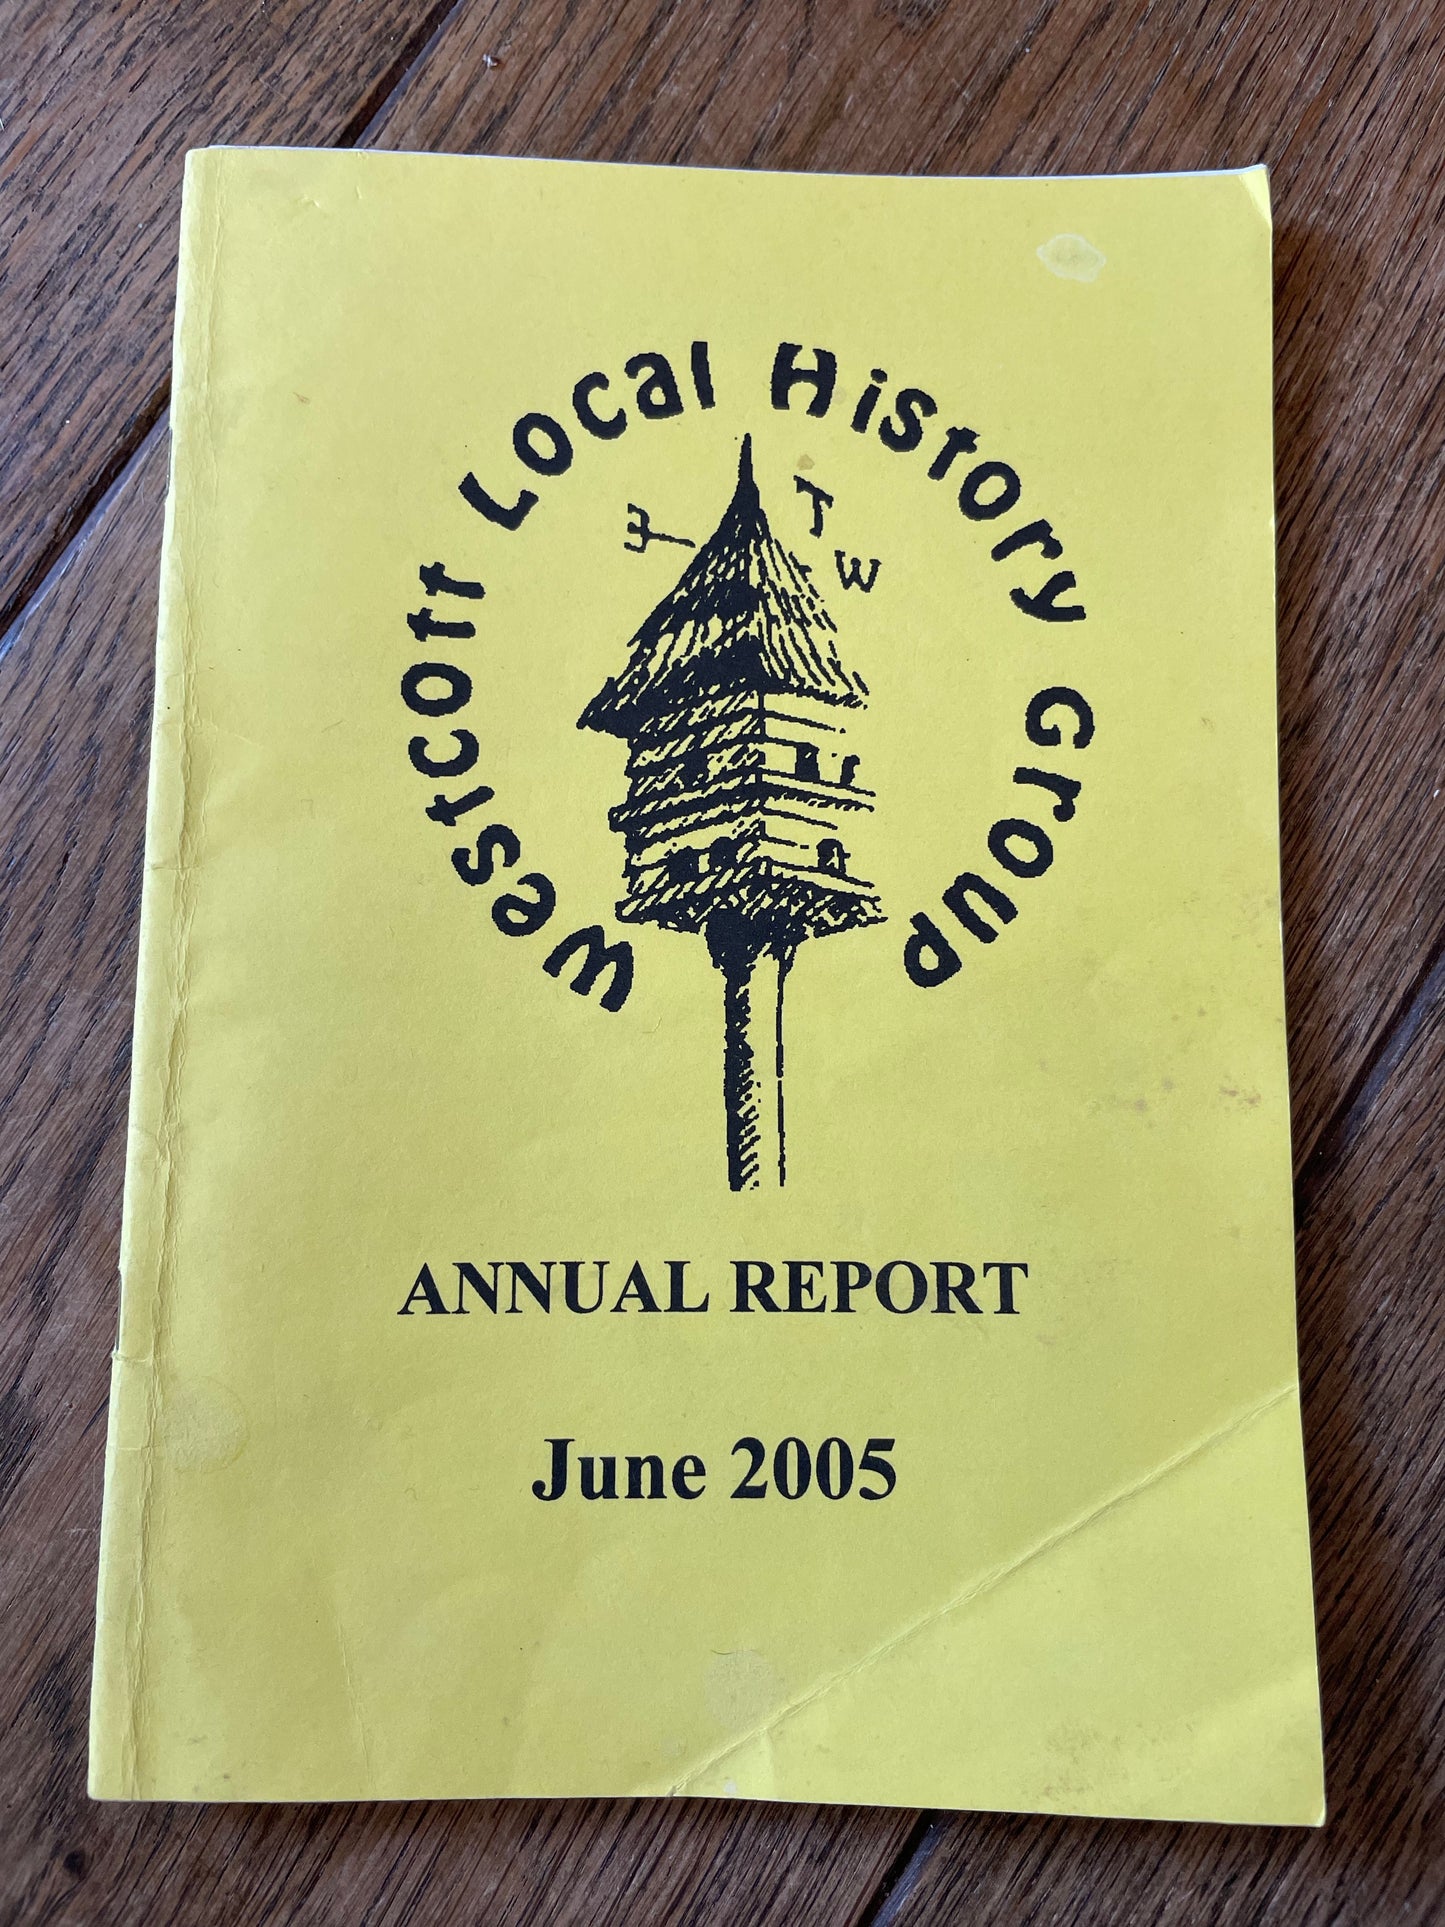 Westcott Local History Group
T
W
ANNUAL REPORT
June 2005